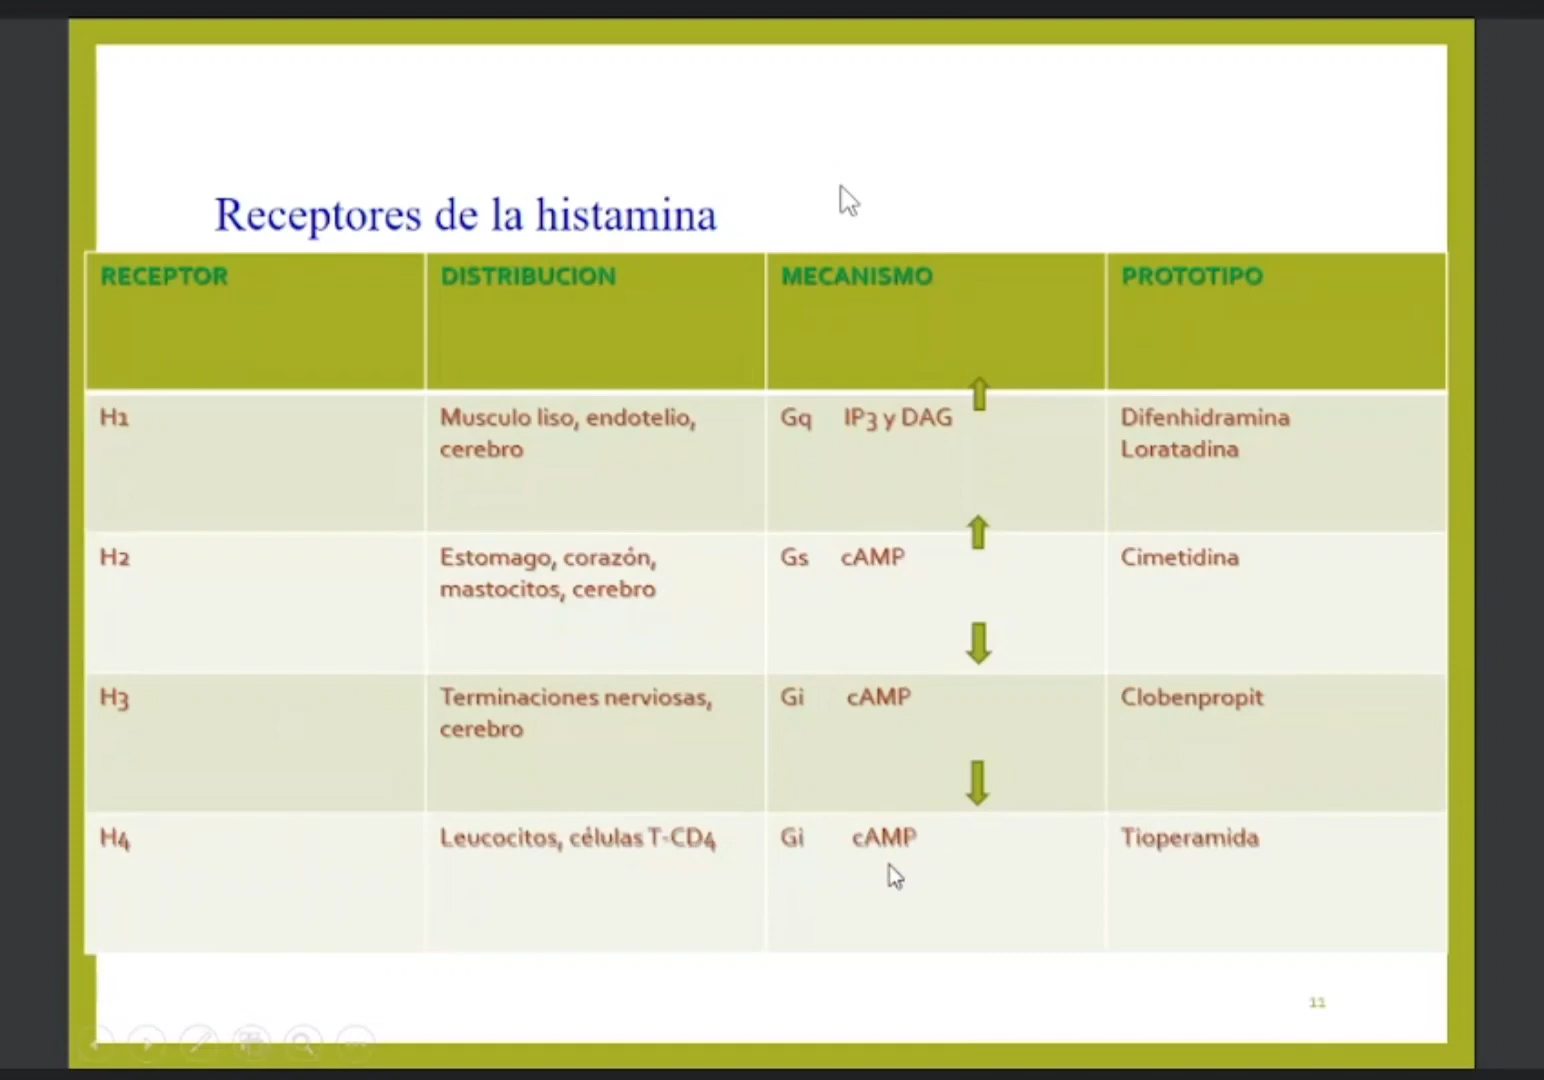 Receptores de la histamina
RECEPTOR DISTRIBUCION MECANISMO PROTOTIPO
H1 Musculo liso, endotelio, Gq IP3 y DAG Difenhidramina
cerebro Loratadina
H2 Estomago, corazón, Gs cAMP Cimetidina
mastocitos, cerebro
H3 Terminaciones nerviosas, Gi cAMP Clobenpropit
cerebro
H4 Leucocitos, células T-CD4 Gi cAMP Tioperamida
11